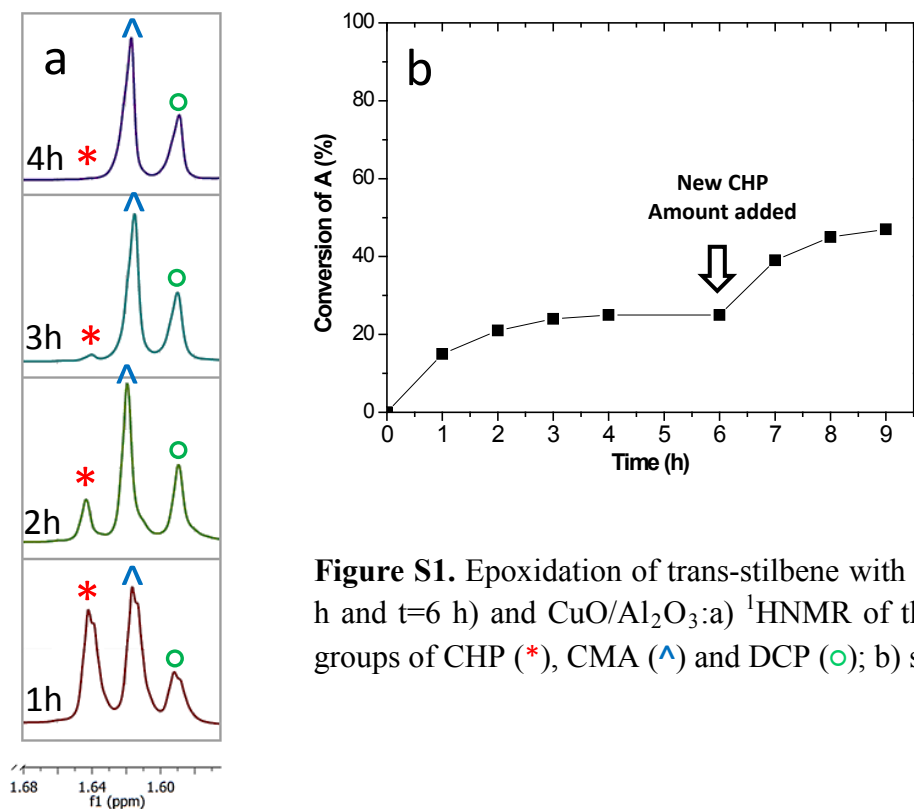 a
^
*
○
4h
^
*
○
3h
^
*
○
2h
* ^
○
1h
1.68 1.64 1.60
f1 (ppm)
b
100
80
60
40
20
0
Conversion of A (%)
New CHP
Amount added
0 1 2 3 4 5 6 7 8 9
Time (h)
Figure S1. Epoxidation of trans-stilbene with
h and t=6 h) and CuO/Al₂O₃:a) ¹HNMR of th
groups of CHP (*), CMA (^) and DCP (○); b) s